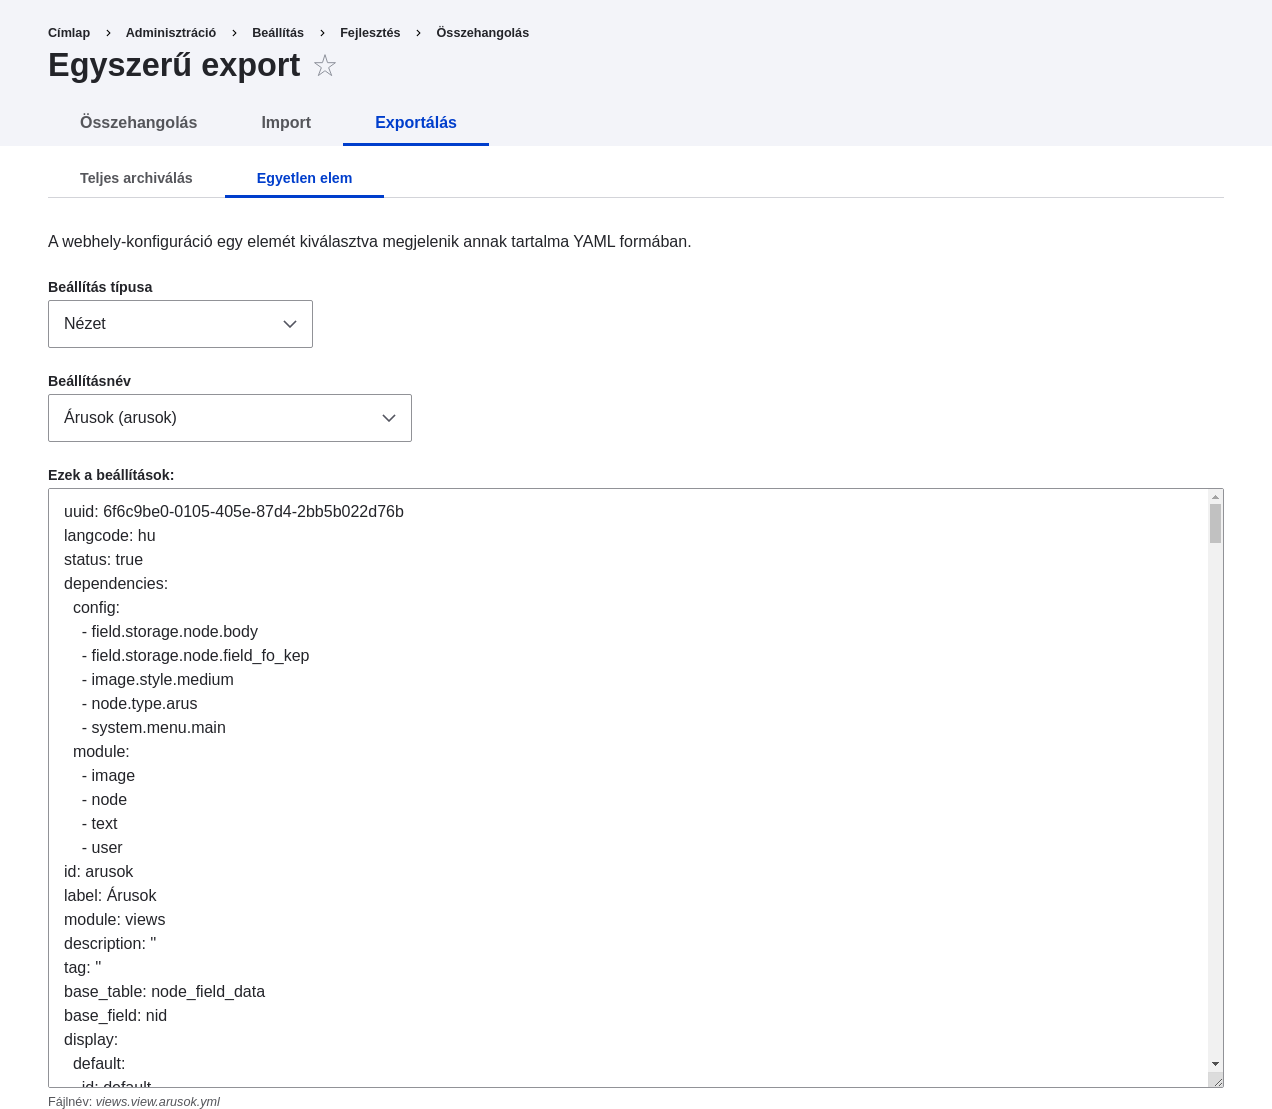 Címlap › Adminisztráció › Beállítás › Fejlesztés › Összehangolás
Egyszerű export ☆
Összehangolás Import Exportálás
Teljes archiválás Egyetlen elem
A webhely-konfiguráció egy elemét kiválasztva megjelenik annak tartalma YAML formában.
Beállítás típusa
Nézet
Beállításnév
Árusok (arusok)
Ezek a beállítások:
uuid: 6f6c9be0-0105-405e-87d4-2bb5b022d76b
langcode: hu
status: true
dependencies:
  config:
    - field.storage.node.body
    - field.storage.node.field_fo_kep
    - image.style.medium
    - node.type.arus
    - system.menu.main
  module:
    - image
    - node
    - text
    - user
id: arusok
label: Árusok
module: views
description: ''
tag: ''
base_table: node_field_data
base_field: nid
display:
  default:
    id: default
Fájlnév: views.view.arusok.yml